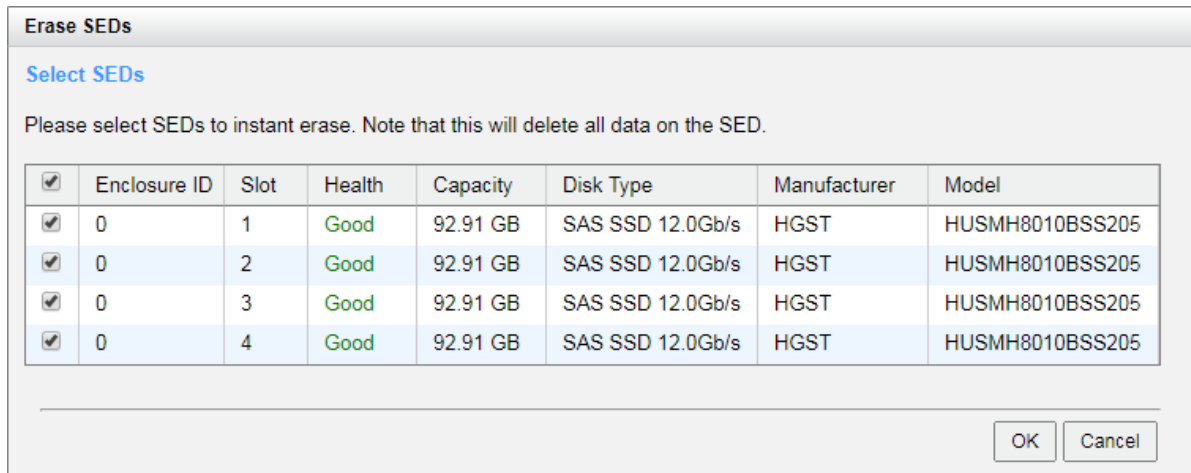 Erase SEDs
Select SEDs
Please select SEDs to instant erase. Note that this will delete all data on the SED.
Enclosure ID Slot Health Capacity Disk Type Manufacturer Model
0 1 Good 92.91 GB SAS SSD 12.0Gb/s HGST HUSMH8010BSS205
0 2 Good 92.91 GB SAS SSD 12.0Gb/s HGST HUSMH8010BSS205
0 3 Good 92.91 GB SAS SSD 12.0Gb/s HGST HUSMH8010BSS205
0 4 Good 92.91 GB SAS SSD 12.0Gb/s HGST HUSMH8010BSS205
OK Cancel